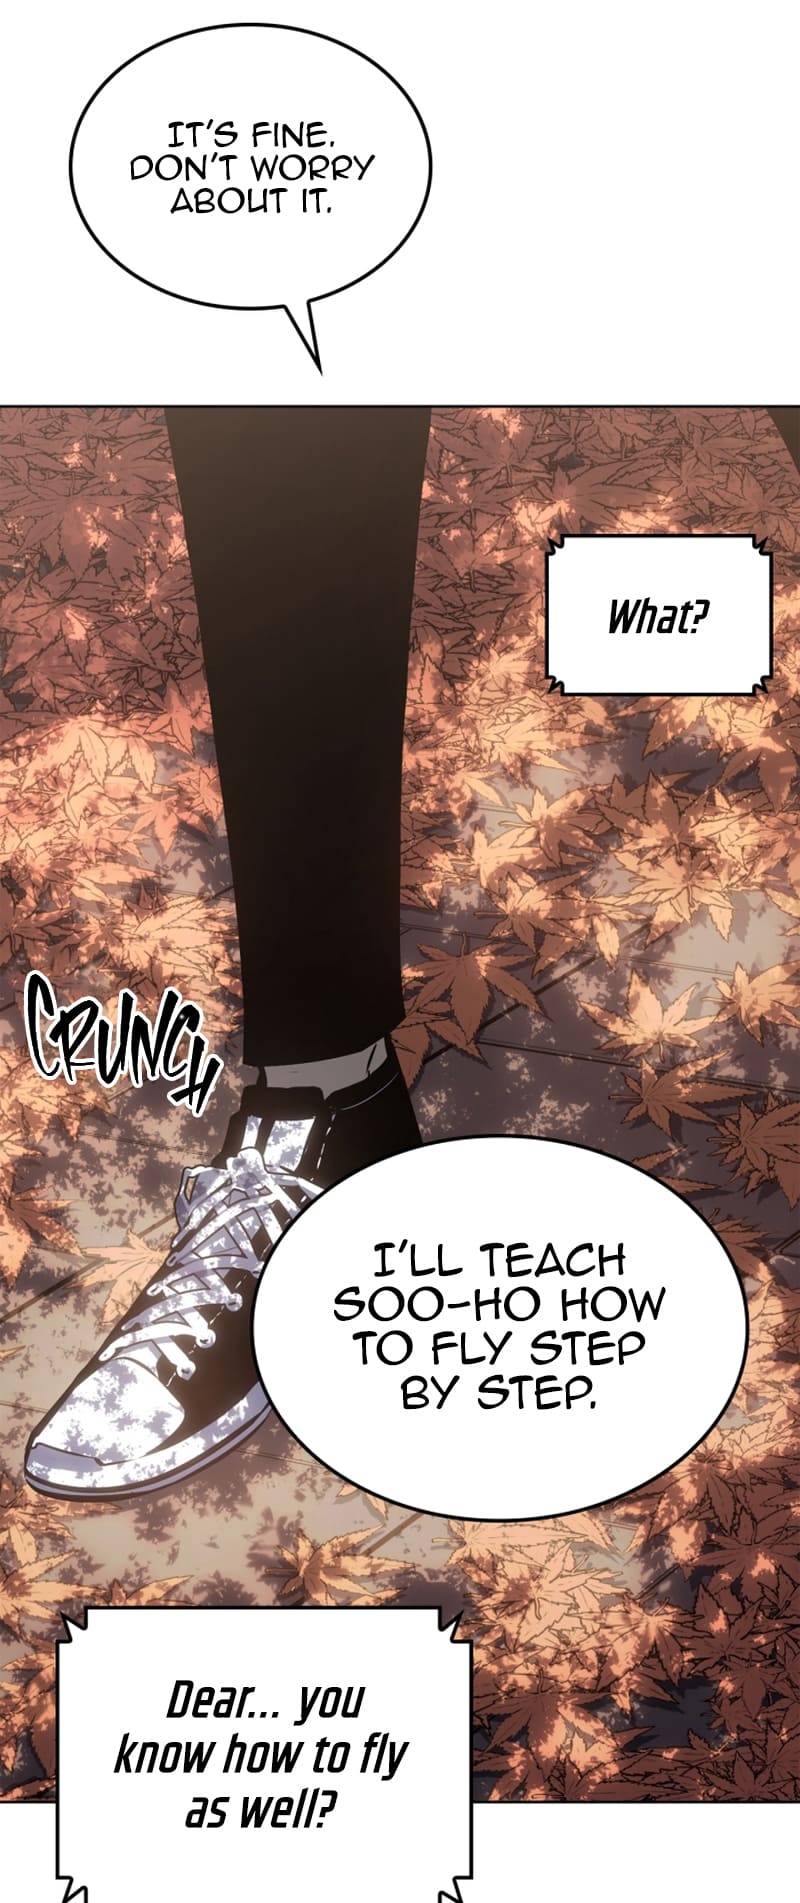 IT'S FINE.
DON'T WORRY
ABOUT IT.
What?
CRUNCH
I'LL TEACH
SOO-HO HOW
TO FLY STEP
BY STEP.
Dear... you
know how to fly
as well?